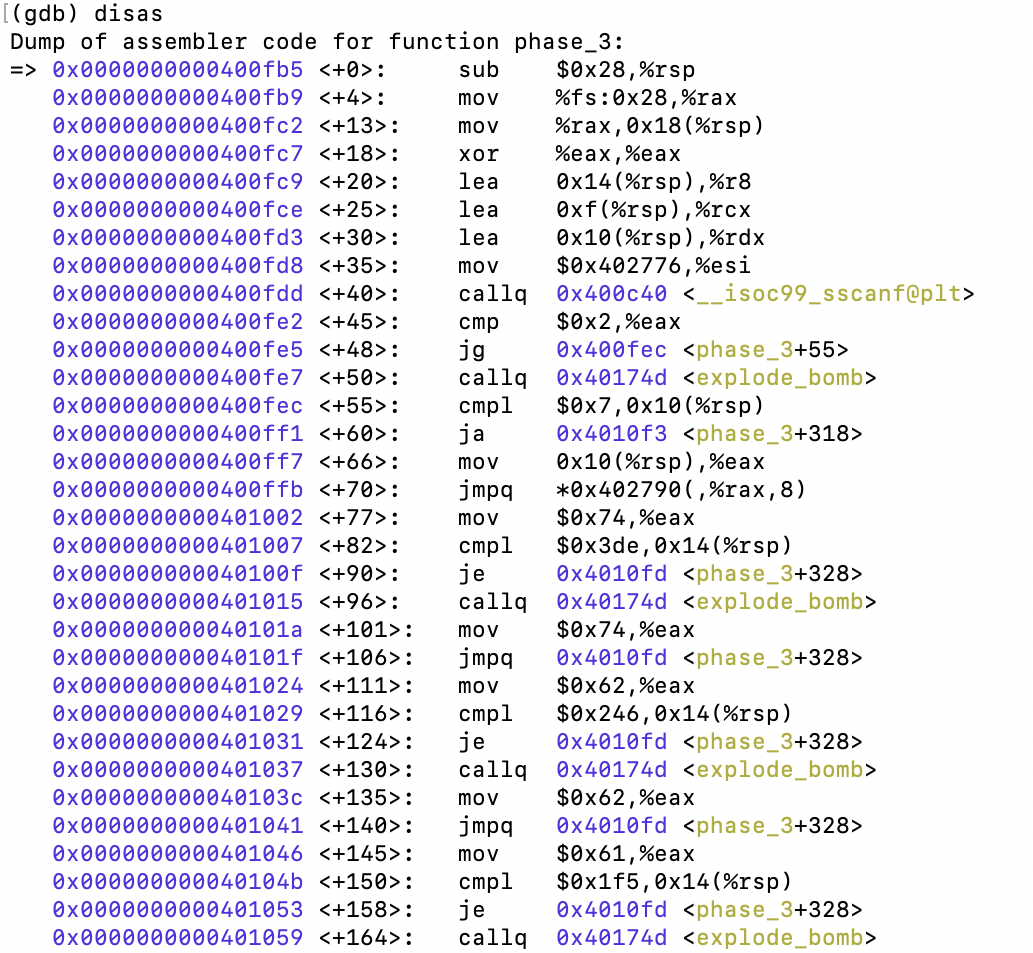 [(gdb) disas
Dump of assembler code for function phase_3:
=> 0x0000000000400fb5 <+0>:     sub    $0x28,%rsp
   0x0000000000400fb9 <+4>:     mov    %fs:0x28,%rax
   0x0000000000400fc2 <+13>:    mov    %rax,0x18(%rsp)
   0x0000000000400fc7 <+18>:    xor    %eax,%eax
   0x0000000000400fc9 <+20>:    lea    0x14(%rsp),%r8
   0x0000000000400fce <+25>:    lea    0xf(%rsp),%rcx
   0x0000000000400fd3 <+30>:    lea    0x10(%rsp),%rdx
   0x0000000000400fd8 <+35>:    mov    $0x402776,%esi
   0x0000000000400fdd <+40>:    callq  0x400c40 <__isoc99_sscanf@plt>
   0x0000000000400fe2 <+45>:    cmp    $0x2,%eax
   0x0000000000400fe5 <+48>:    jg     0x400fec <phase_3+55>
   0x0000000000400fe7 <+50>:    callq  0x40174d <explode_bomb>
   0x0000000000400fec <+55>:    cmpl   $0x7,0x10(%rsp)
   0x0000000000400ff1 <+60>:    ja     0x4010f3 <phase_3+318>
   0x0000000000400ff7 <+66>:    mov    0x10(%rsp),%eax
   0x0000000000400ffb <+70>:    jmpq   *0x402790(,%rax,8)
   0x0000000000401002 <+77>:    mov    $0x74,%eax
   0x0000000000401007 <+82>:    cmpl   $0x3de,0x14(%rsp)
   0x000000000040100f <+90>:    je     0x4010fd <phase_3+328>
   0x0000000000401015 <+96>:    callq  0x40174d <explode_bomb>
   0x000000000040101a <+101>:   mov    $0x74,%eax
   0x000000000040101f <+106>:   jmpq   0x4010fd <phase_3+328>
   0x0000000000401024 <+111>:   mov    $0x62,%eax
   0x0000000000401029 <+116>:   cmpl   $0x246,0x14(%rsp)
   0x0000000000401031 <+124>:   je     0x4010fd <phase_3+328>
   0x0000000000401037 <+130>:   callq  0x40174d <explode_bomb>
   0x000000000040103c <+135>:   mov    $0x62,%eax
   0x0000000000401041 <+140>:   jmpq   0x4010fd <phase_3+328>
   0x0000000000401046 <+145>:   mov    $0x61,%eax
   0x000000000040104b <+150>:   cmpl   $0x1f5,0x14(%rsp)
   0x0000000000401053 <+158>:   je     0x4010fd <phase_3+328>
   0x0000000000401059 <+164>:   callq  0x40174d <explode_bomb>